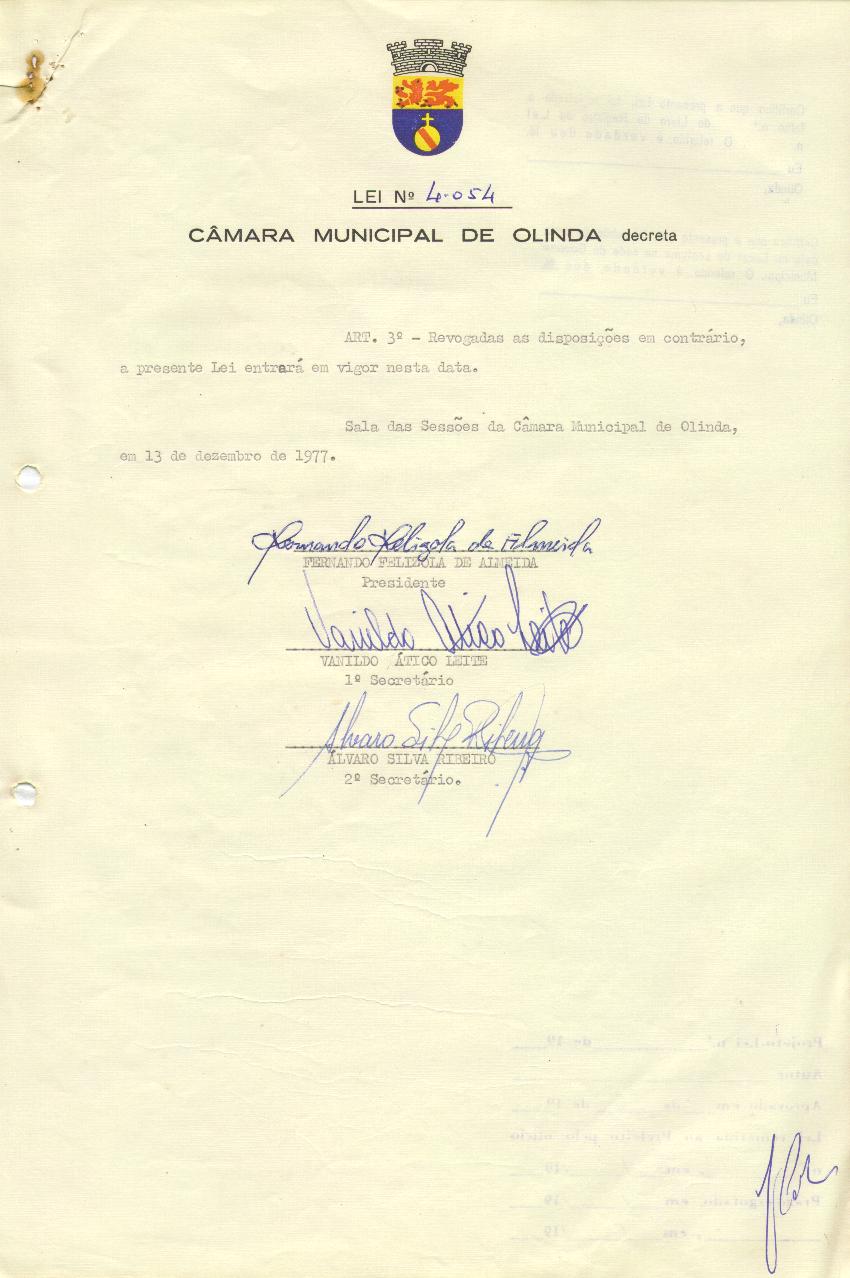 LEI Nº 4.054
CÂMARA MUNICIPAL DE OLINDA decreta
ART. 3º - Revogadas as disposições em contrário,
a presente Lei entrará em vigor nesta data.
Sala das Sessões da Câmara Municipal de Olinda,
em 13 de dezembro de 1977.
Fernando Felizola de Almeida
FERNANDO FELIZOLA DE ALMEIDA
Presidente
Vanildo Ático Leite
VANILDO ÁTICO LEITE
1º Secretário
Alvaro Silva Ribeiro
ÁLVARO SILVA RIBEIRO
2º Secretário.